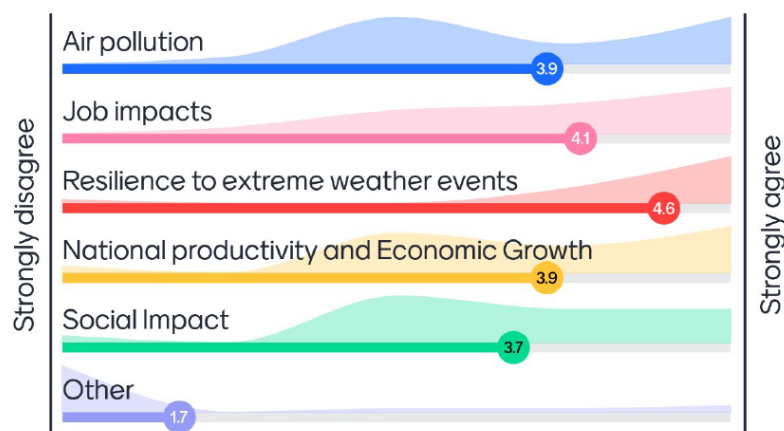 Strongly disagree
Air pollution
3.9
Job impacts
4.1
Resilience to extreme weather events
4.6
National productivity and Economic Growth
3.9
Social Impact
3.7
Other
1.7
Strongly agree